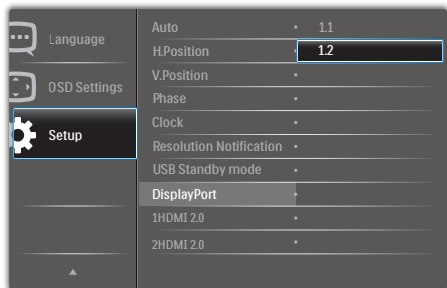 Language
OSD Settings
Setup
Auto
H.Position
V.Position
Phase
Clock
Resolution Notification
USB Standby mode
DisplayPort
1HDMI 2.0
2HDMI 2.0
1.1
1.2